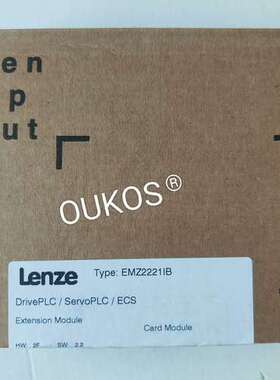 en
p
ut
OUKOS®
Lenze Type: EMZ2221IB
DrivePLC / ServoPLC / ECS
Extension Module
Card Module
HW 2F SW 2.2